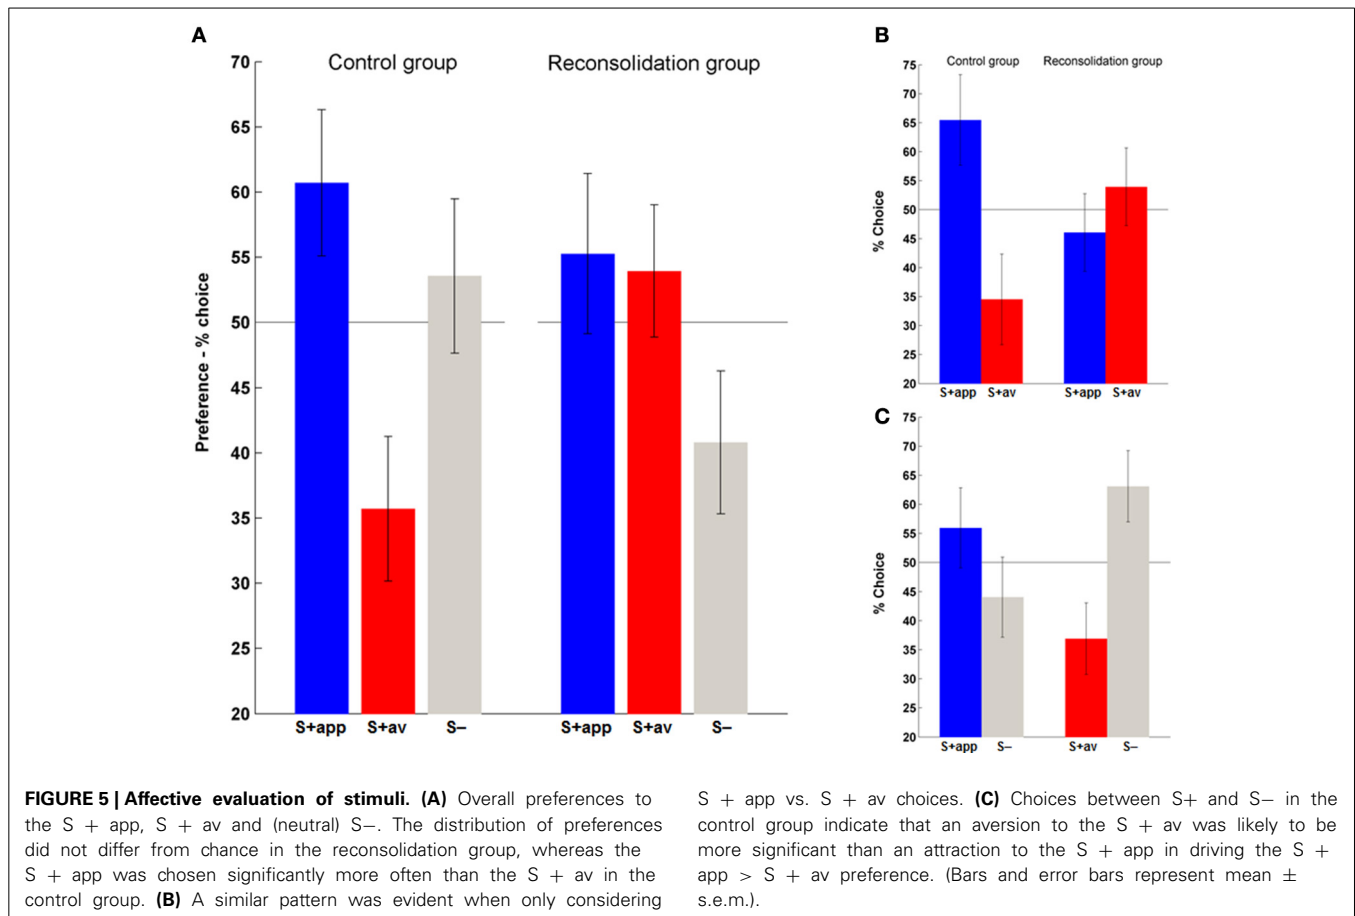 A
Control group
Reconsolidation group
70
65
60
55
50
45
40
35
30
25
20
Preference - % choice
S+app
S+av
S–
S+app
S+av
S–
B
Control group
Reconsolidation group
75
70
65
60
55
50
45
40
35
30
25
20
% Choice
S+app
S+av
S+app
S+av
C
75
70
65
60
55
50
45
40
35
30
25
20
% Choice
S+app
S–
S+av
S–
FIGURE 5 | Affective evaluation of stimuli. (A) Overall preferences to
the S + app, S + av and (neutral) S−. The distribution of preferences
did not differ from chance in the reconsolidation group, whereas the
S + app was chosen significantly more often than the S + av in the
control group. (B) A similar pattern was evident when only considering
S + app vs. S + av choices. (C) Choices between S+ and S− in the
control group indicate that an aversion to the S + av was likely to be
more significant than an attraction to the S + app in driving the S +
app > S + av preference. (Bars and error bars represent mean ±
s.e.m.).